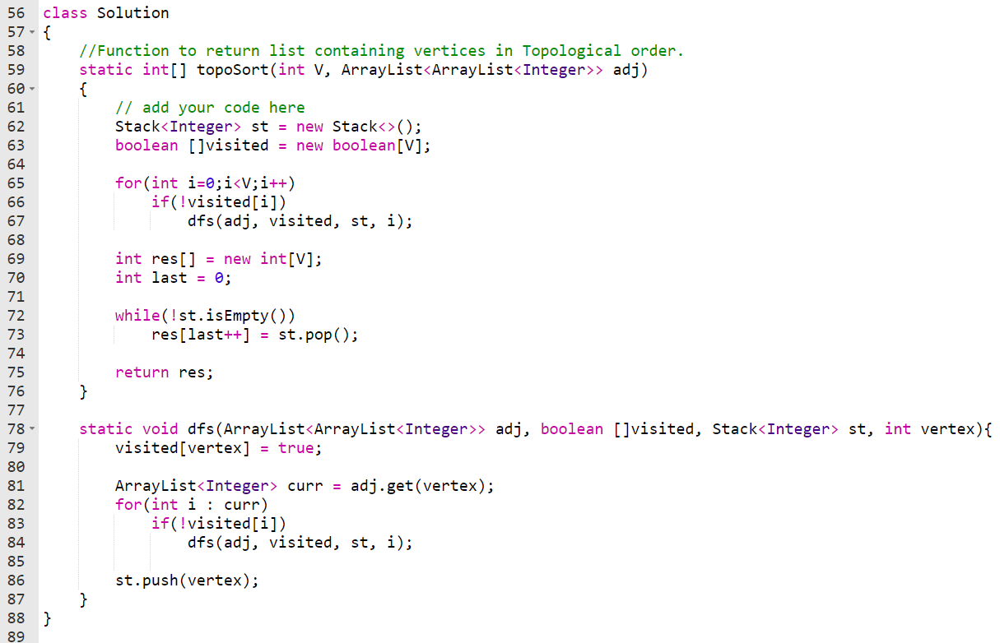 56 class Solution
57 {
58     //Function to return list containing vertices in Topological order.
59     static int[] topoSort(int V, ArrayList<ArrayList<Integer>> adj)
60     {
61         // add your code here
62         Stack<Integer> st = new Stack<>();
63         boolean []visited = new boolean[V];
64
65         for(int i=0;i<V;i++)
66             if(!visited[i])
67                 dfs(adj, visited, st, i);
68
69         int res[] = new int[V];
70         int last = 0;
71
72         while(!st.isEmpty())
73             res[last++] = st.pop();
74
75         return res;
76     }
77
78     static void dfs(ArrayList<ArrayList<Integer>> adj, boolean []visited, Stack<Integer> st, int vertex){
79         visited[vertex] = true;
80
81         ArrayList<Integer> curr = adj.get(vertex);
82         for(int i : curr)
83             if(!visited[i])
84                 dfs(adj, visited, st, i);
85
86         st.push(vertex);
87     }
88 }
89